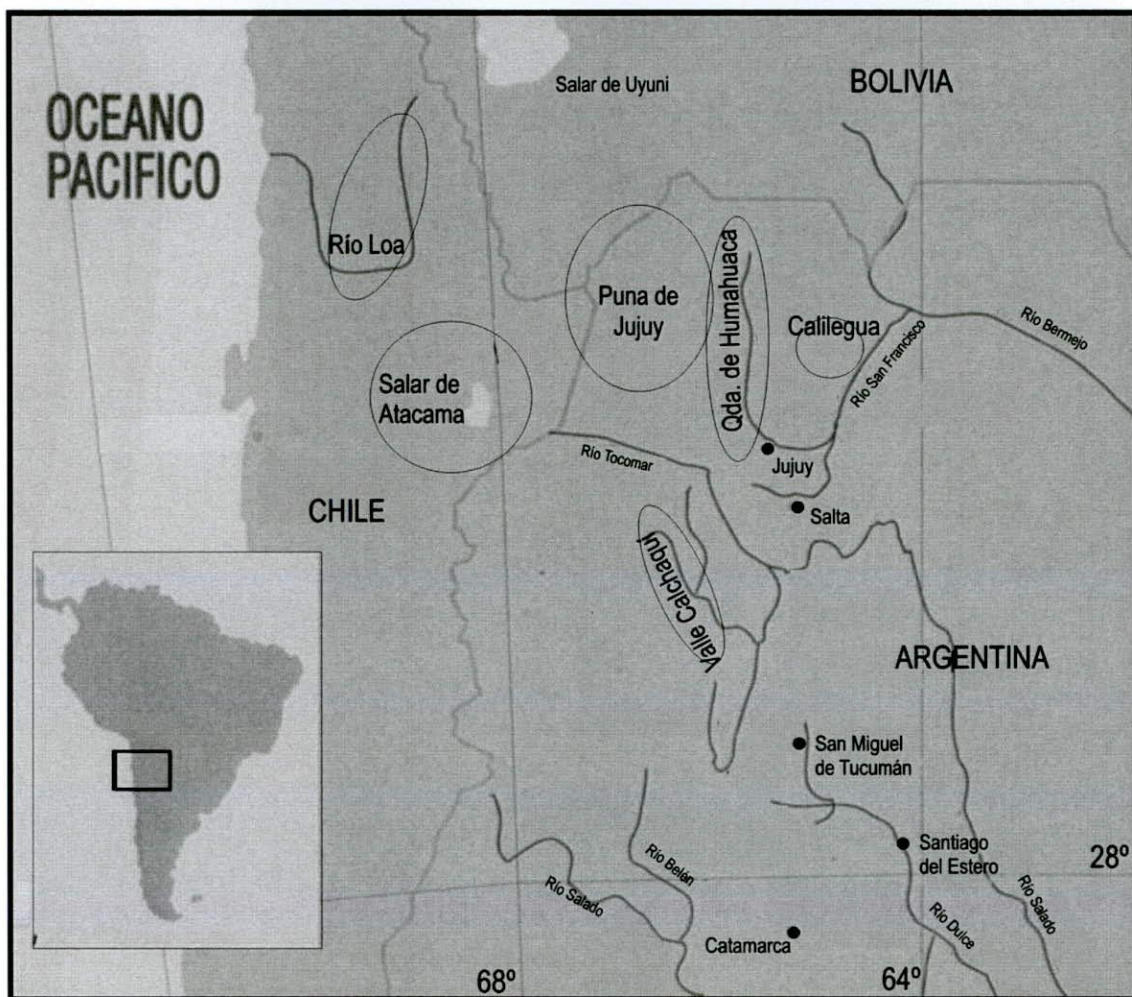 OCEANO
PACIFICO
Salar de Uyuni
BOLIVIA
Río Loa
Puna de
Jujuy
Qda. de Humahuaca
Calilegua
Río San Francisco
Río Bermejo
Salar de
Atacama
Río Tocomar
Jujuy
CHILE
Salta
Valle Calchaquí
ARGENTINA
San Miguel
de Tucumán
Santiago
del Estero
28º
Río Belén
Río Salado
Río Salado
Río Dulce
Catamarca
68º
64º